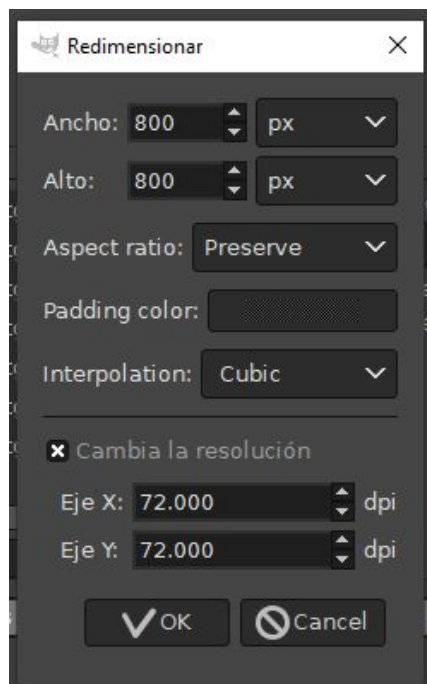 Redimensionar
Ancho: 800 px
Alto: 800 px
Aspect ratio: Preserve
Padding color:
Interpolation: Cubic
Cambia la resolución
Eje X: 72.000 dpi
Eje Y: 72.000 dpi
OK Cancel